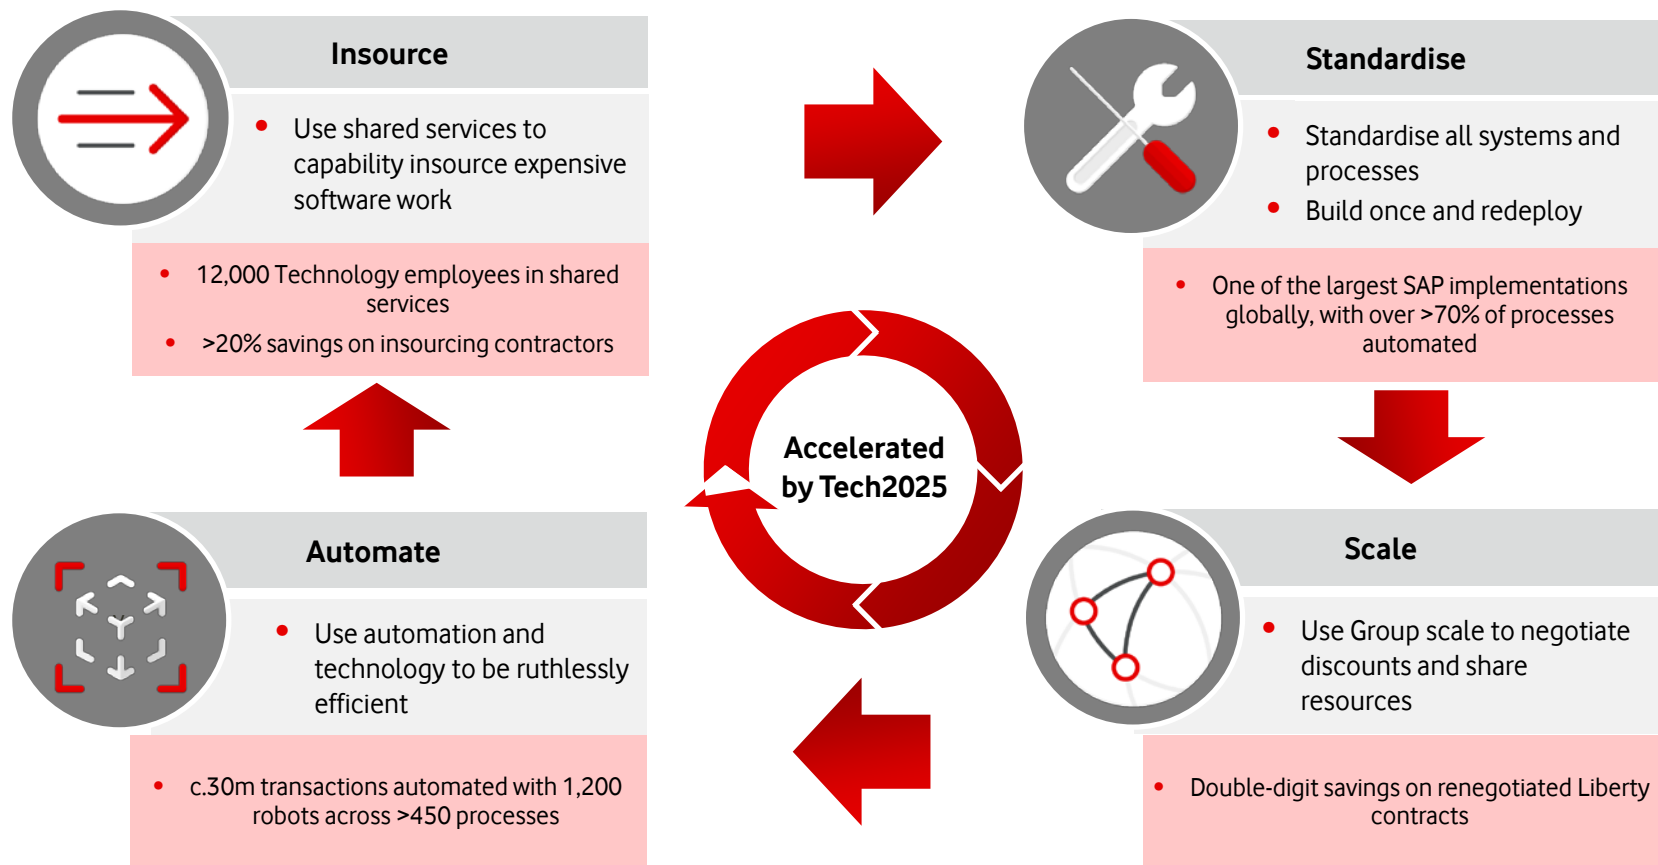 Insource
• Use shared services to
capability insource expensive
software work
• 12,000 Technology employees in shared
services
• >20% savings on insourcing contractors
Standardise
• Standardise all systems and
processes
• Build once and redeploy
• One of the largest SAP implementations
globally, with over >70% of processes
automated
Accelerated
by Tech2025
Automate
• Use automation and
technology to be ruthlessly
efficient
• c.30m transactions automated with 1,200
robots across >450 processes
Scale
• Use Group scale to negotiate
discounts and share
resources
• Double-digit savings on renegotiated Liberty
contracts